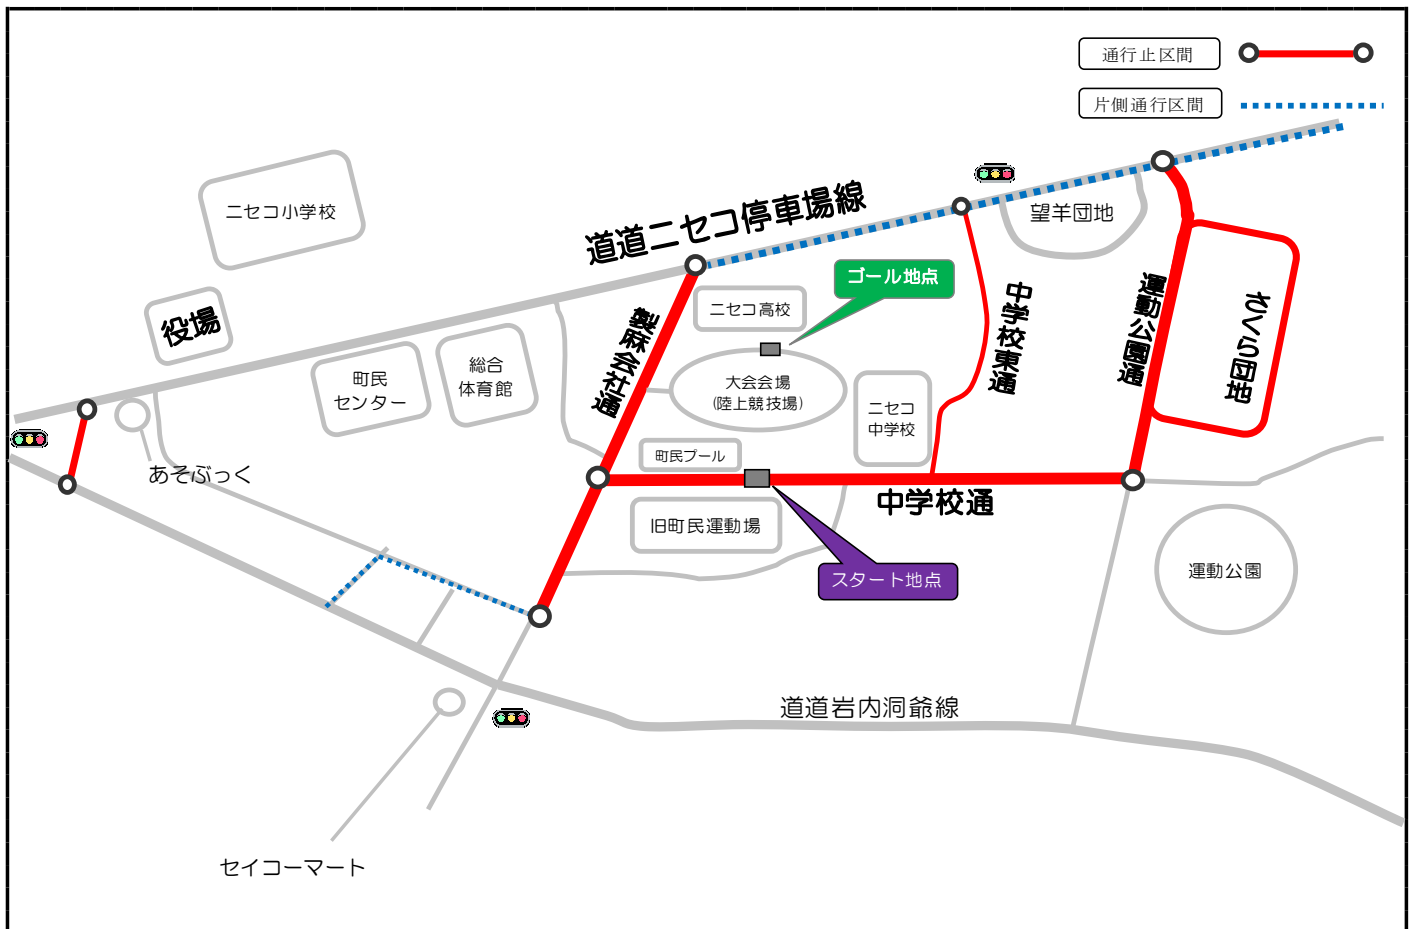 通行止区間
片側通行区間
ニセコ小学校
道道ニセコ停車場線
望羊団地
ゴール地点
役場
製麻会社通
ニセコ高校
中学校東通
運動公園通
さくら団地
町民
センター
総合
体育館
大会会場
(陸上競技場)
ニセコ
中学校
あそぶっく
町民プール
中学校通
旧町民運動場
スタート地点
運動公園
道道岩内洞爺線
セイコーマート